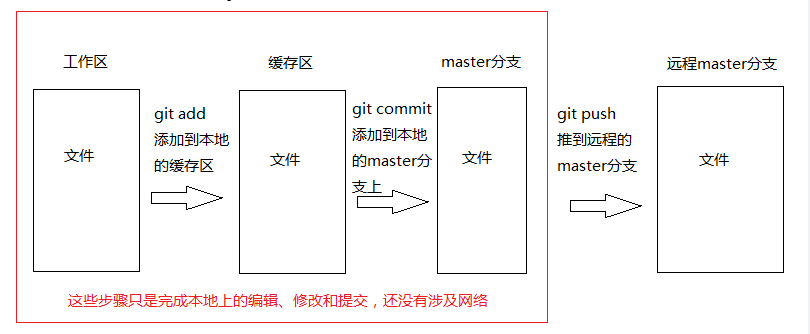 工作区
缓存区
master分支
远程master分支
git add
添加到本地
的缓存区
git commit
添加到本地
的master分
支上
git push
推到远程的
master分支
文件
文件
文件
文件
这些步骤只是完成本地上的编辑、修改和提交，还没有涉及网络